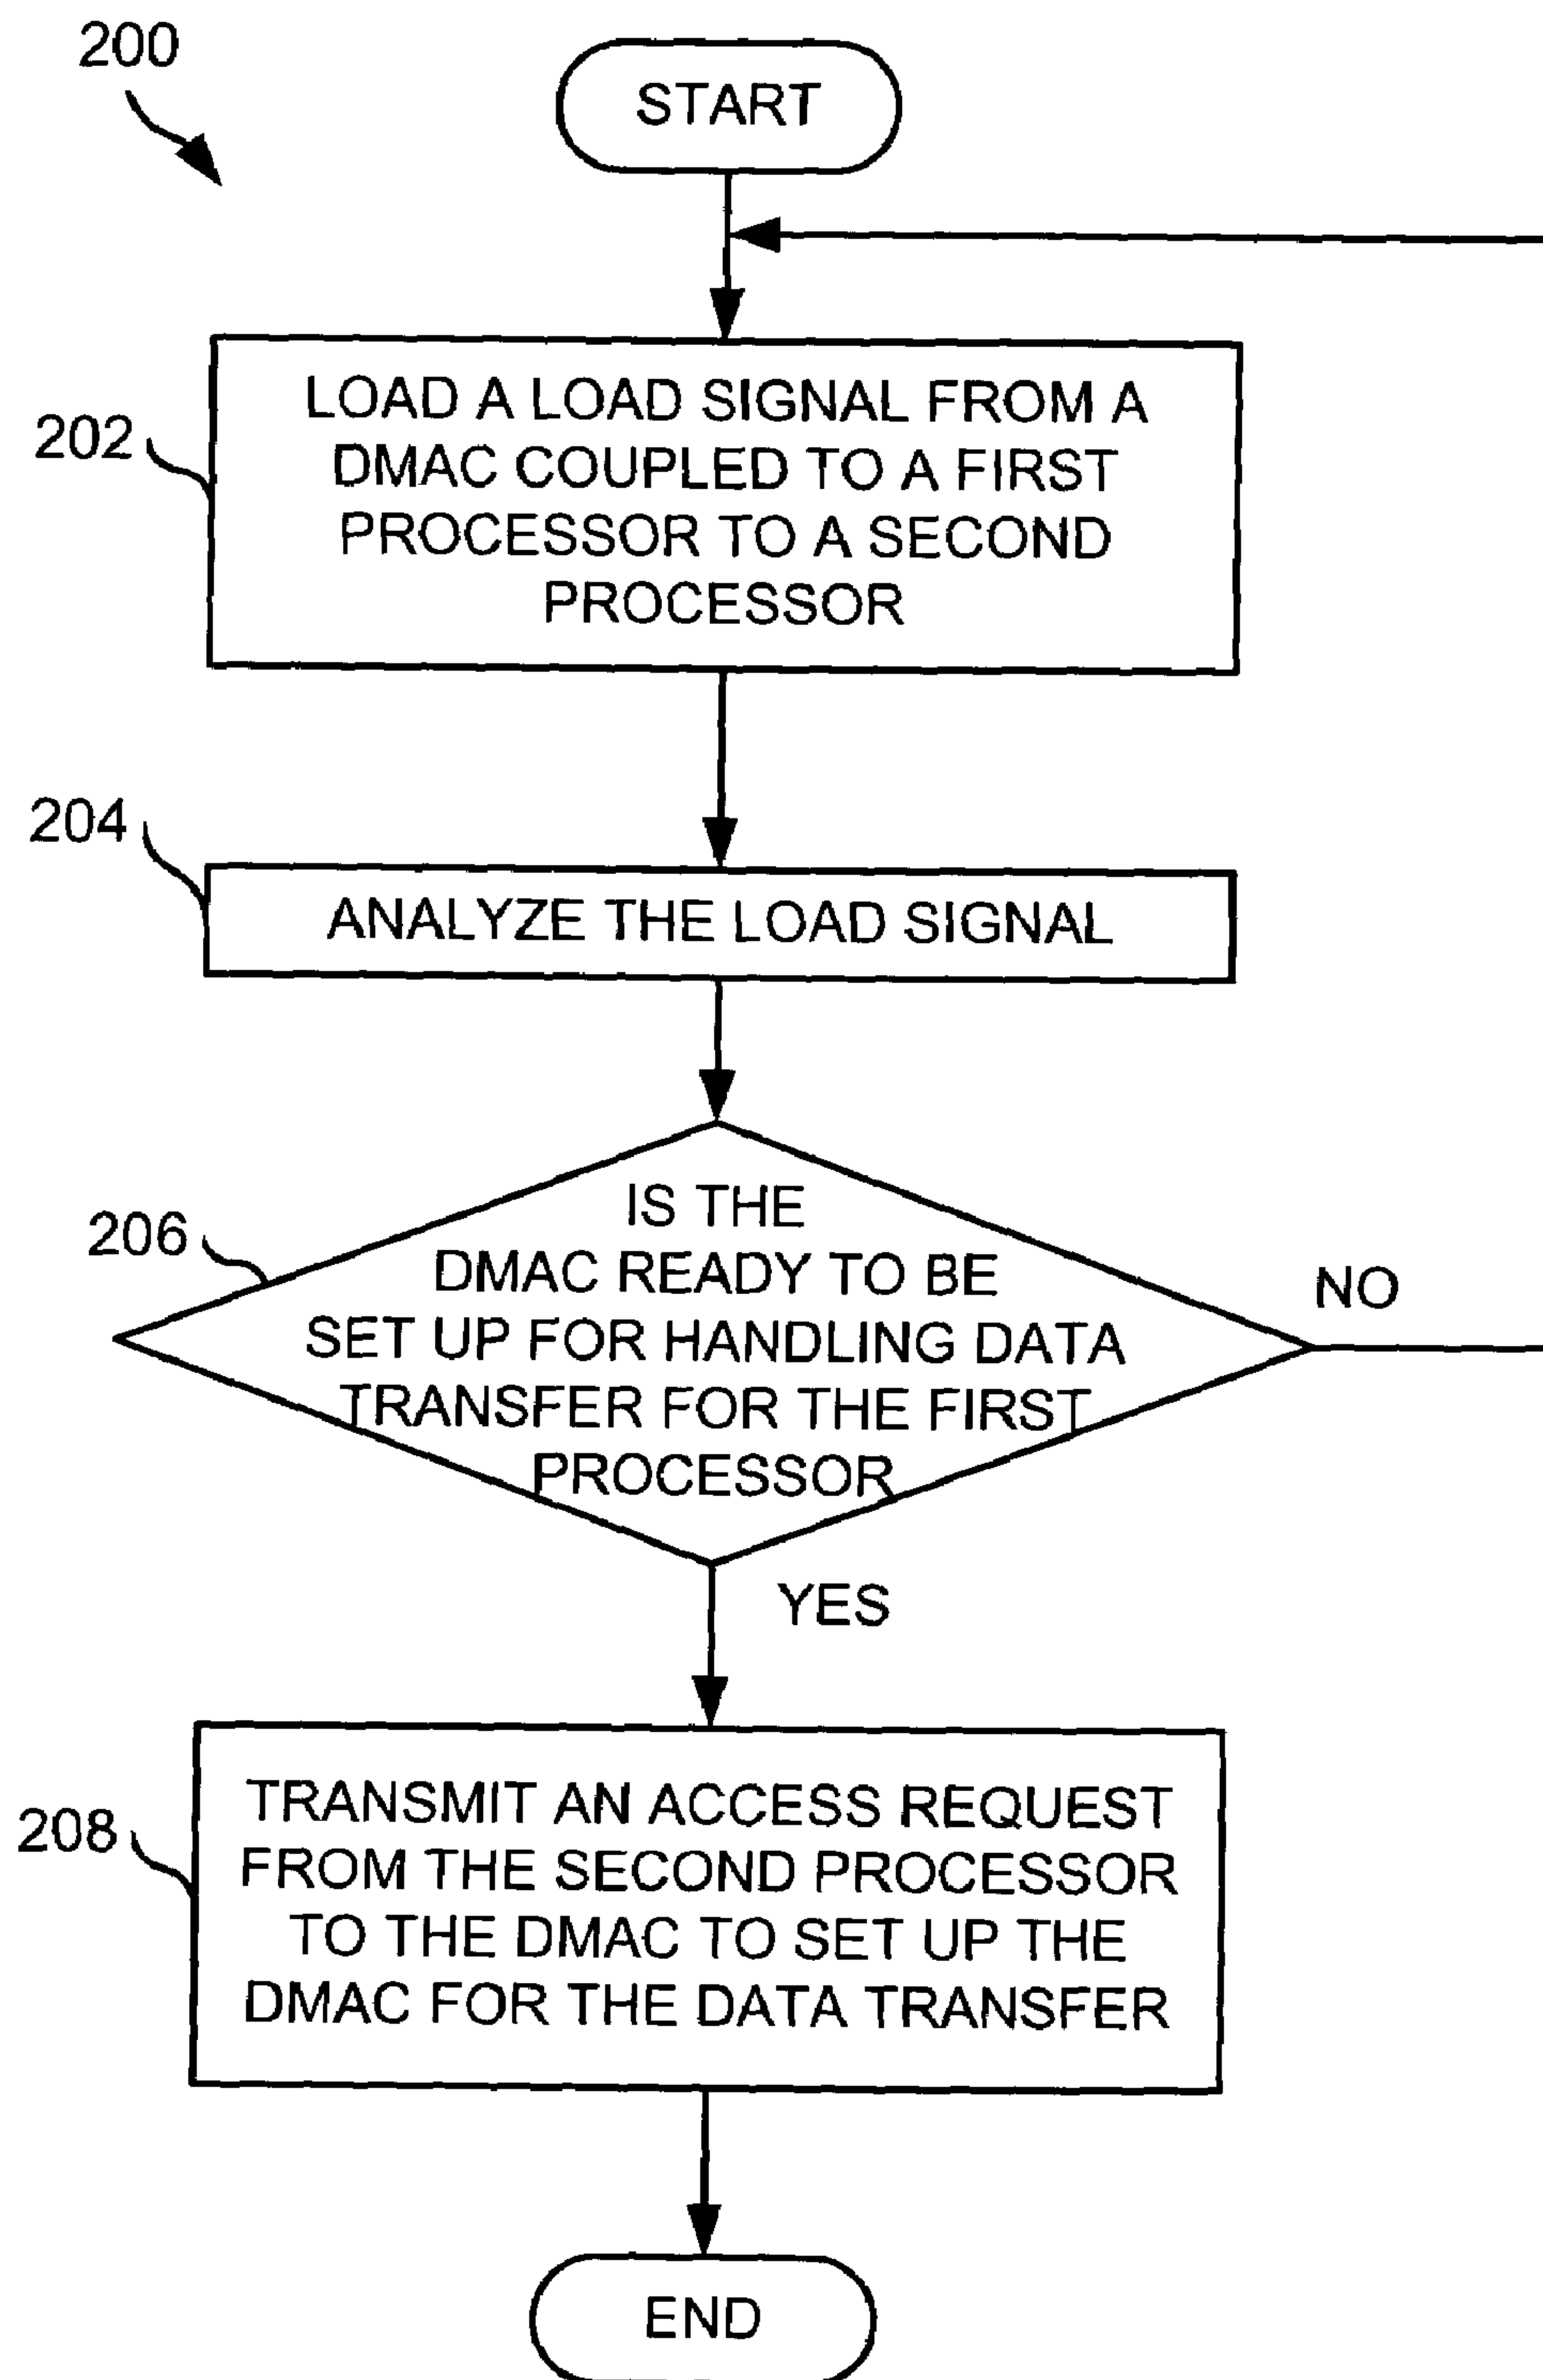 200
START
202
LOAD A LOAD SIGNAL FROM A
DMAC COUPLED TO A FIRST
PROCESSOR TO A SECOND
PROCESSOR
204
ANALYZE THE LOAD SIGNAL
206
IS THE
DMAC READY TO BE
SET UP FOR HANDLING DATA
TRANSFER FOR THE FIRST
PROCESSOR
NO
YES
208
TRANSMIT AN ACCESS REQUEST
FROM THE SECOND PROCESSOR
TO THE DMAC TO SET UP THE
DMAC FOR THE DATA TRANSFER
END